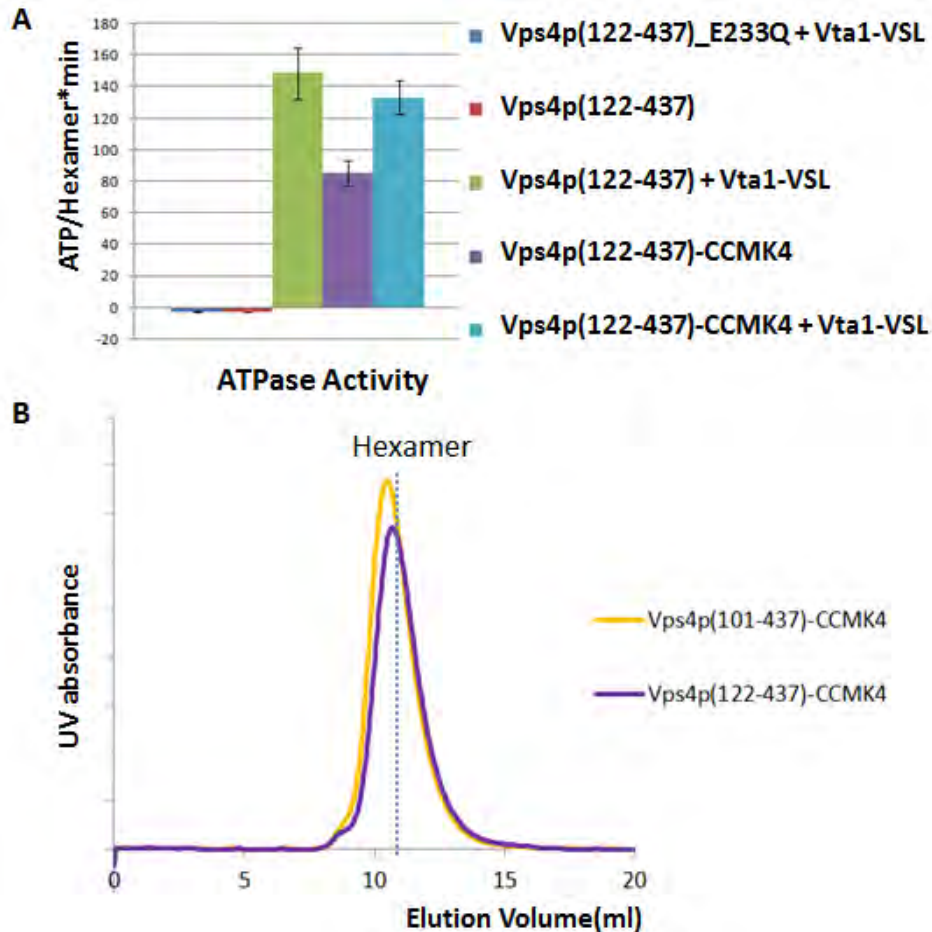 A
180
160
140
120
100
80
60
40
20
0
-20
ATP/Hexamer*min
ATPase Activity
Vps4p(122-437)_E233Q + Vta1-VSL
Vps4p(122-437)
Vps4p(122-437) + Vta1-VSL
Vps4p(122-437)-CCMK4
Vps4p(122-437)-CCMK4 + Vta1-VSL
B
Hexamer
UV absorbance
Vps4p(101-437)-CCMK4
Vps4p(122-437)-CCMK4
0 5 10 15 20
Elution Volume(ml)